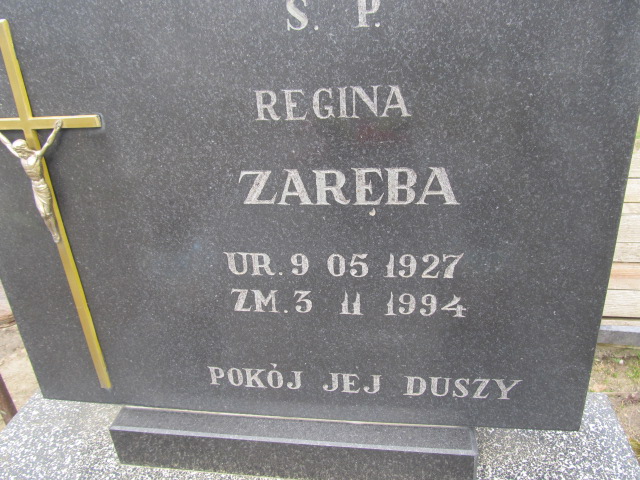 Ś. P.
REGINA
ZARĘBA
UR. 9 05 1927
ZM. 3 11 1994
POKÓJ JEJ DUSZY